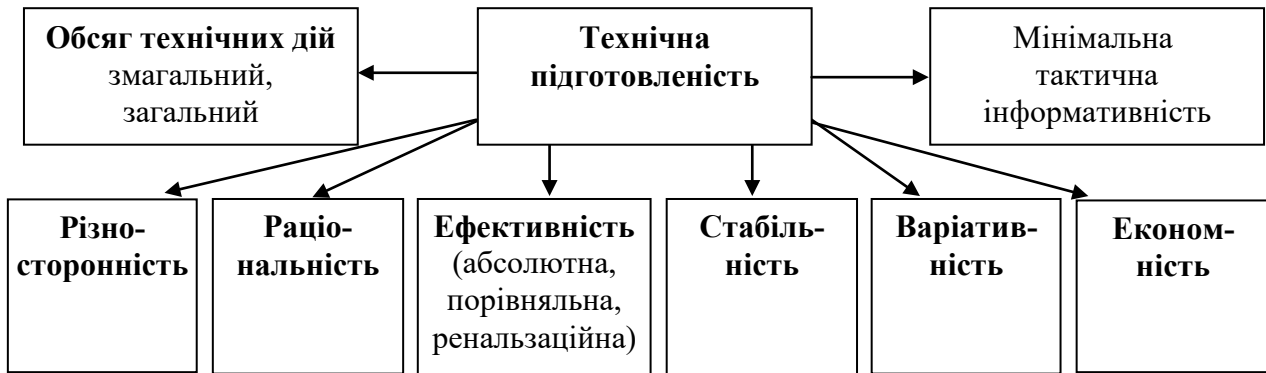 Обсяг технічних дій
змагальний,
загальний
Технічна
підготовленість
Мінімальна
тактична
інформативність
Різно-
сторонність
Раціо-
нальність
Ефективність
(абсолютна,
порівняльна,
ренальзаційна)
Стабіль-
ність
Варіатив-
ність
Економ-
ність